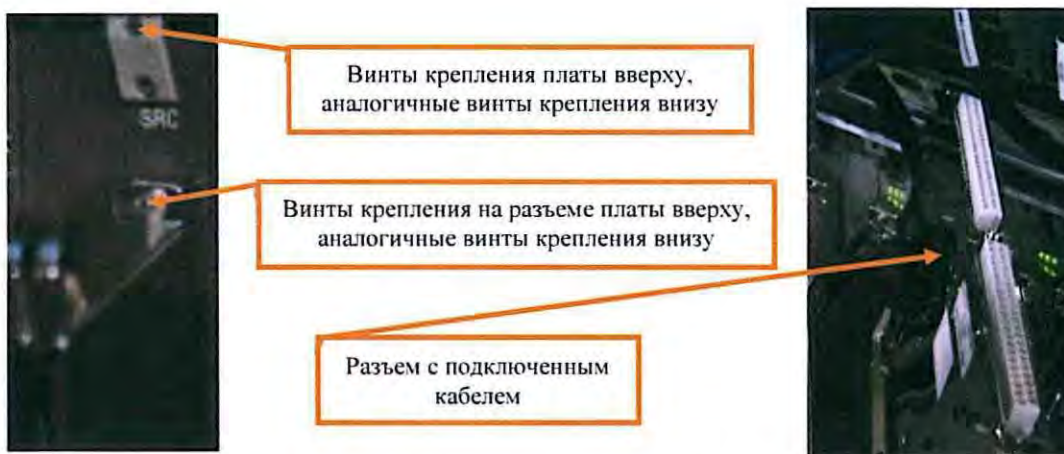 Винты крепления платы вверху,
аналогичные винты крепления внизу
SRC
Винты крепления на разъеме платы вверху,
аналогичные винты крепления внизу
Разъем с подключенным
кабелем